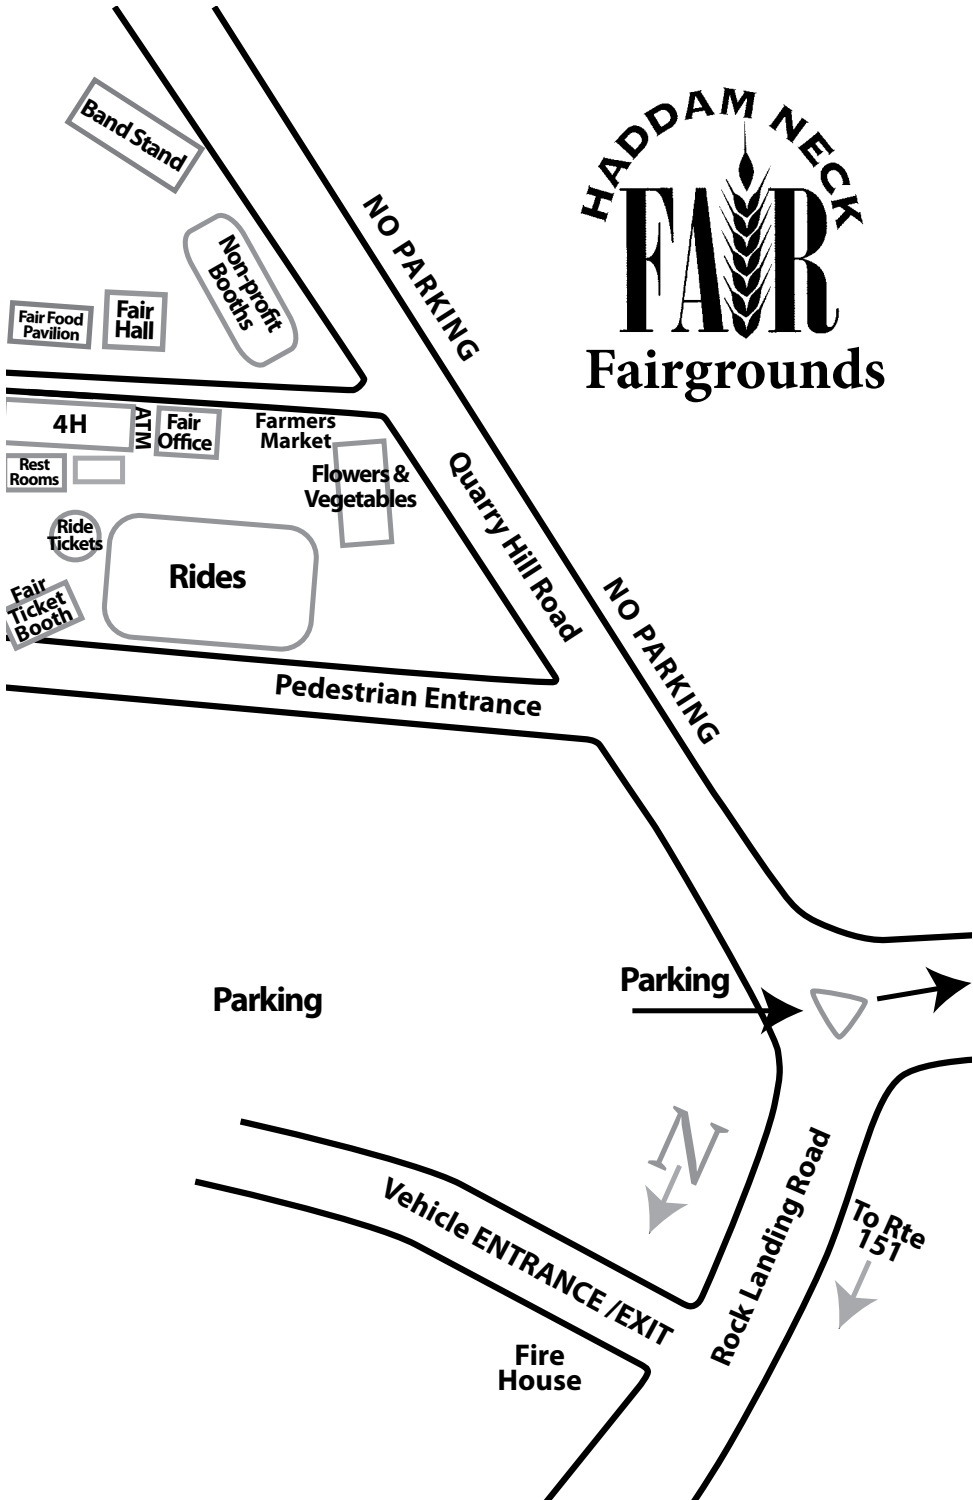 HADDAM NECK
FAIR
Fairgrounds
Band Stand
NO PARKING
Non-profit
Booths
Fair Food
Pavilion
Fair
Hall
4H
ATM
Fair
Office
Farmers
Market
Rest
Rooms
Flowers &
Vegetables
Quarry Hill Road
Ride
Tickets
Rides
Fair
Ticket
Booth
NO PARKING
Pedestrian Entrance
Parking
Parking
N
Vehicle ENTRANCE /EXIT
Rock Landing Road
To Rte
151
Fire
House